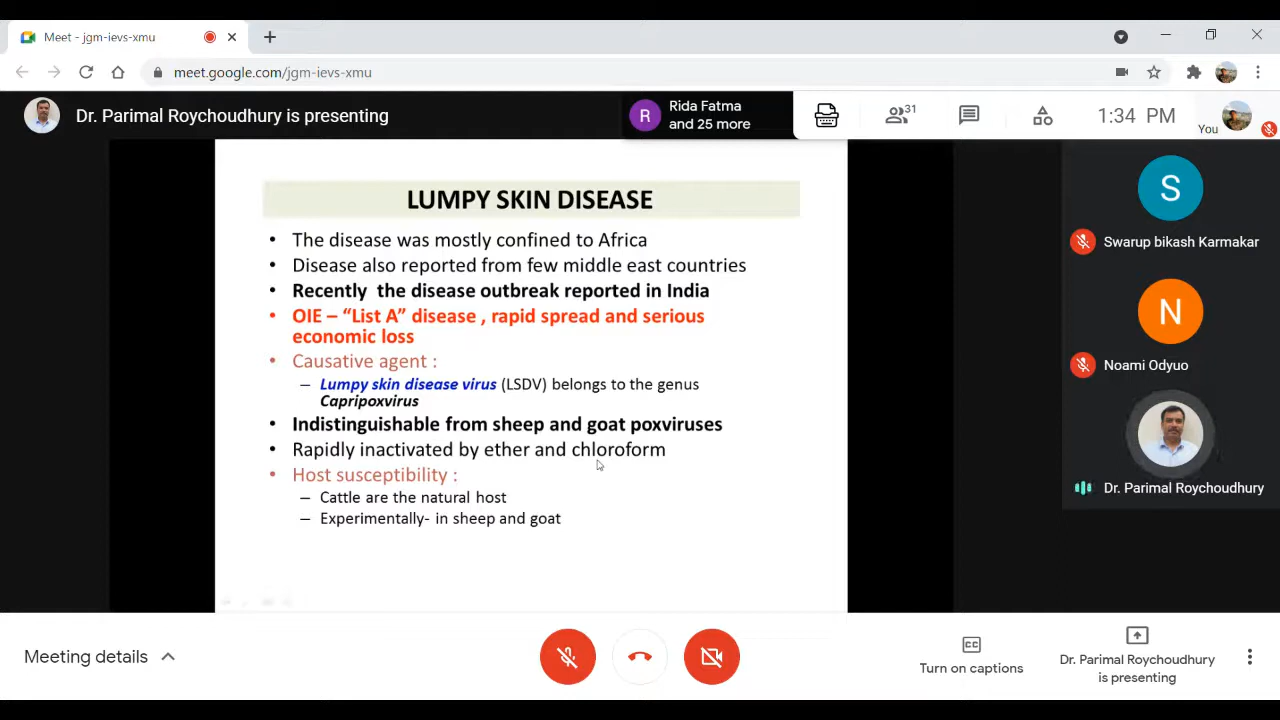 Meet - jgm-ievs-xmu
meet.google.com/jgm-ievs-xmu
Dr. Parimal Roychoudhury is presenting
R
Rida Fatma
and 25 more
31
1:34 PM
You
LUMPY SKIN DISEASE
• The disease was mostly confined to Africa
• Disease also reported from few middle east countries
• Recently the disease outbreak reported in India
• OIE – “List A” disease , rapid spread and serious
economic loss
• Causative agent :
– Lumpy skin disease virus (LSDV) belongs to the genus
Capripoxvirus
• Indistinguishable from sheep and goat poxviruses
• Rapidly inactivated by ether and chloroform
• Host susceptibility :
– Cattle are the natural host
– Experimentally- in sheep and goat
S
Swarup bikash Karmakar
N
Noami Odyuo
Dr. Parimal Roychoudhury
Meeting details
CC
Turn on captions
Dr. Parimal Roychoudhury
is presenting